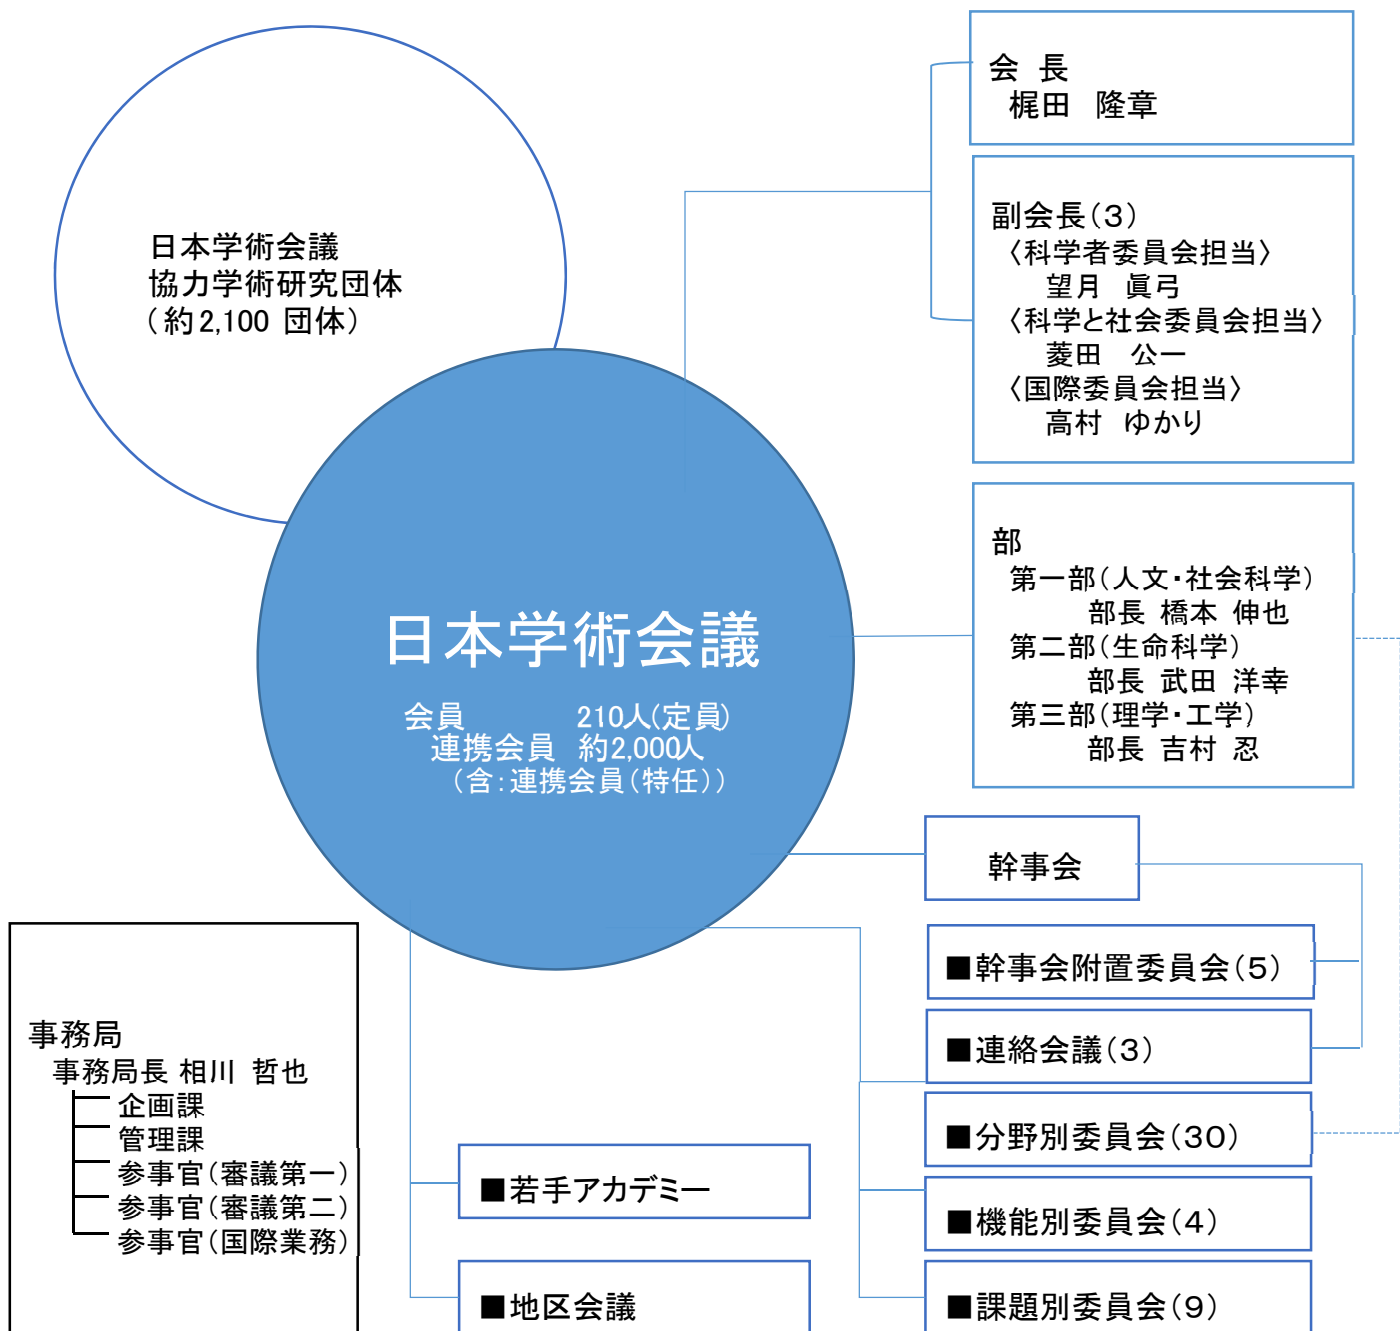 会 長
梶田 隆章
副会長(3)
〈科学者委員会担当〉
望月 眞弓
〈科学と社会委員会担当〉
菱田 公一
〈国際委員会担当〉
高村 ゆかり
日本学術会議
協力学術研究団体
(約2,100 団体)
部
第一部(人文・社会科学)
部長 橋本 伸也
第二部(生命科学)
部長 武田 洋幸
第三部(理学・工学)
部長 吉村 忍
日本学術会議
会員 210人(定員)
連携会員 約2,000人
(含:連携会員(特任))
幹事会
■幹事会附置委員会(5)
■連絡会議(3)
■分野別委員会(30)
■機能別委員会(4)
■課題別委員会(9)
■若手アカデミー
■地区会議
事務局
事務局長 相川 哲也
企画課
管理課
参事官(審議第一)
参事官(審議第二)
参事官(国際業務)